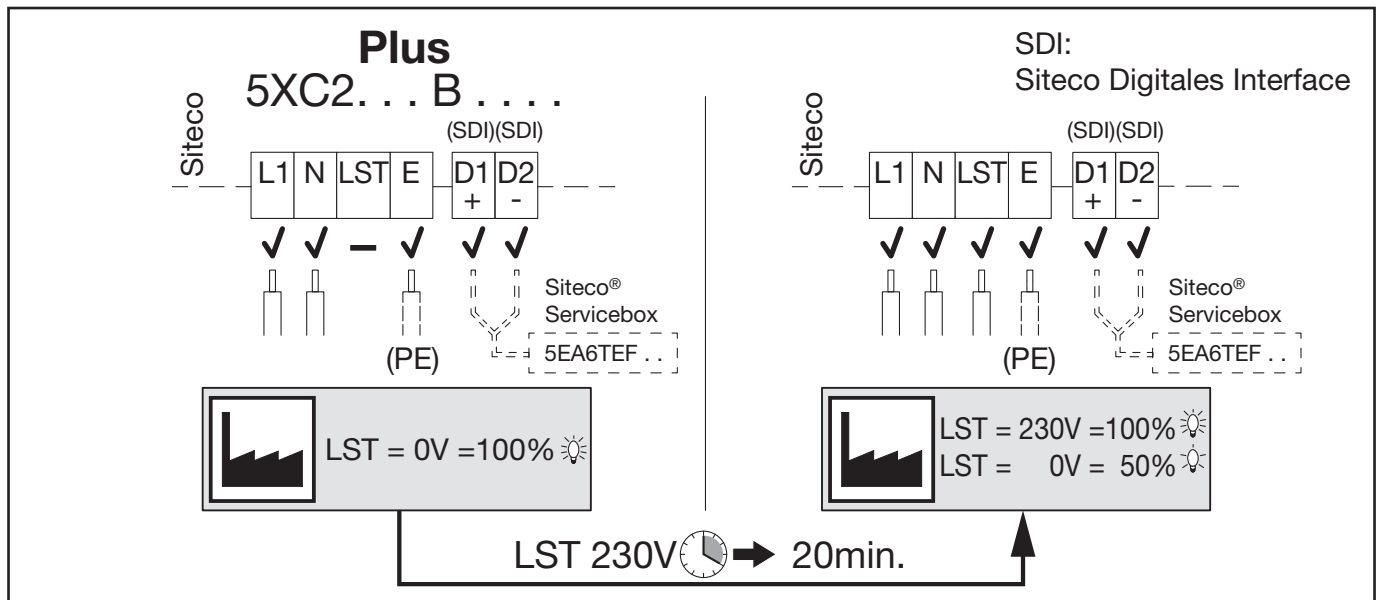 Plus
5XC2. . . B . . . .
Siteco
(SDI)(SDI)
L1 N LST E D1 D2
+ -
Siteco®
Servicebox
5EA6TEF . .
(PE)
LST = 0V =100%
SDI:
Siteco Digitales Interface
Siteco
(SDI)(SDI)
L1 N LST E D1 D2
+ -
Siteco®
Servicebox
5EA6TEF . .
(PE)
LST = 230V =100%
LST = 0V = 50%
LST 230V 20min.